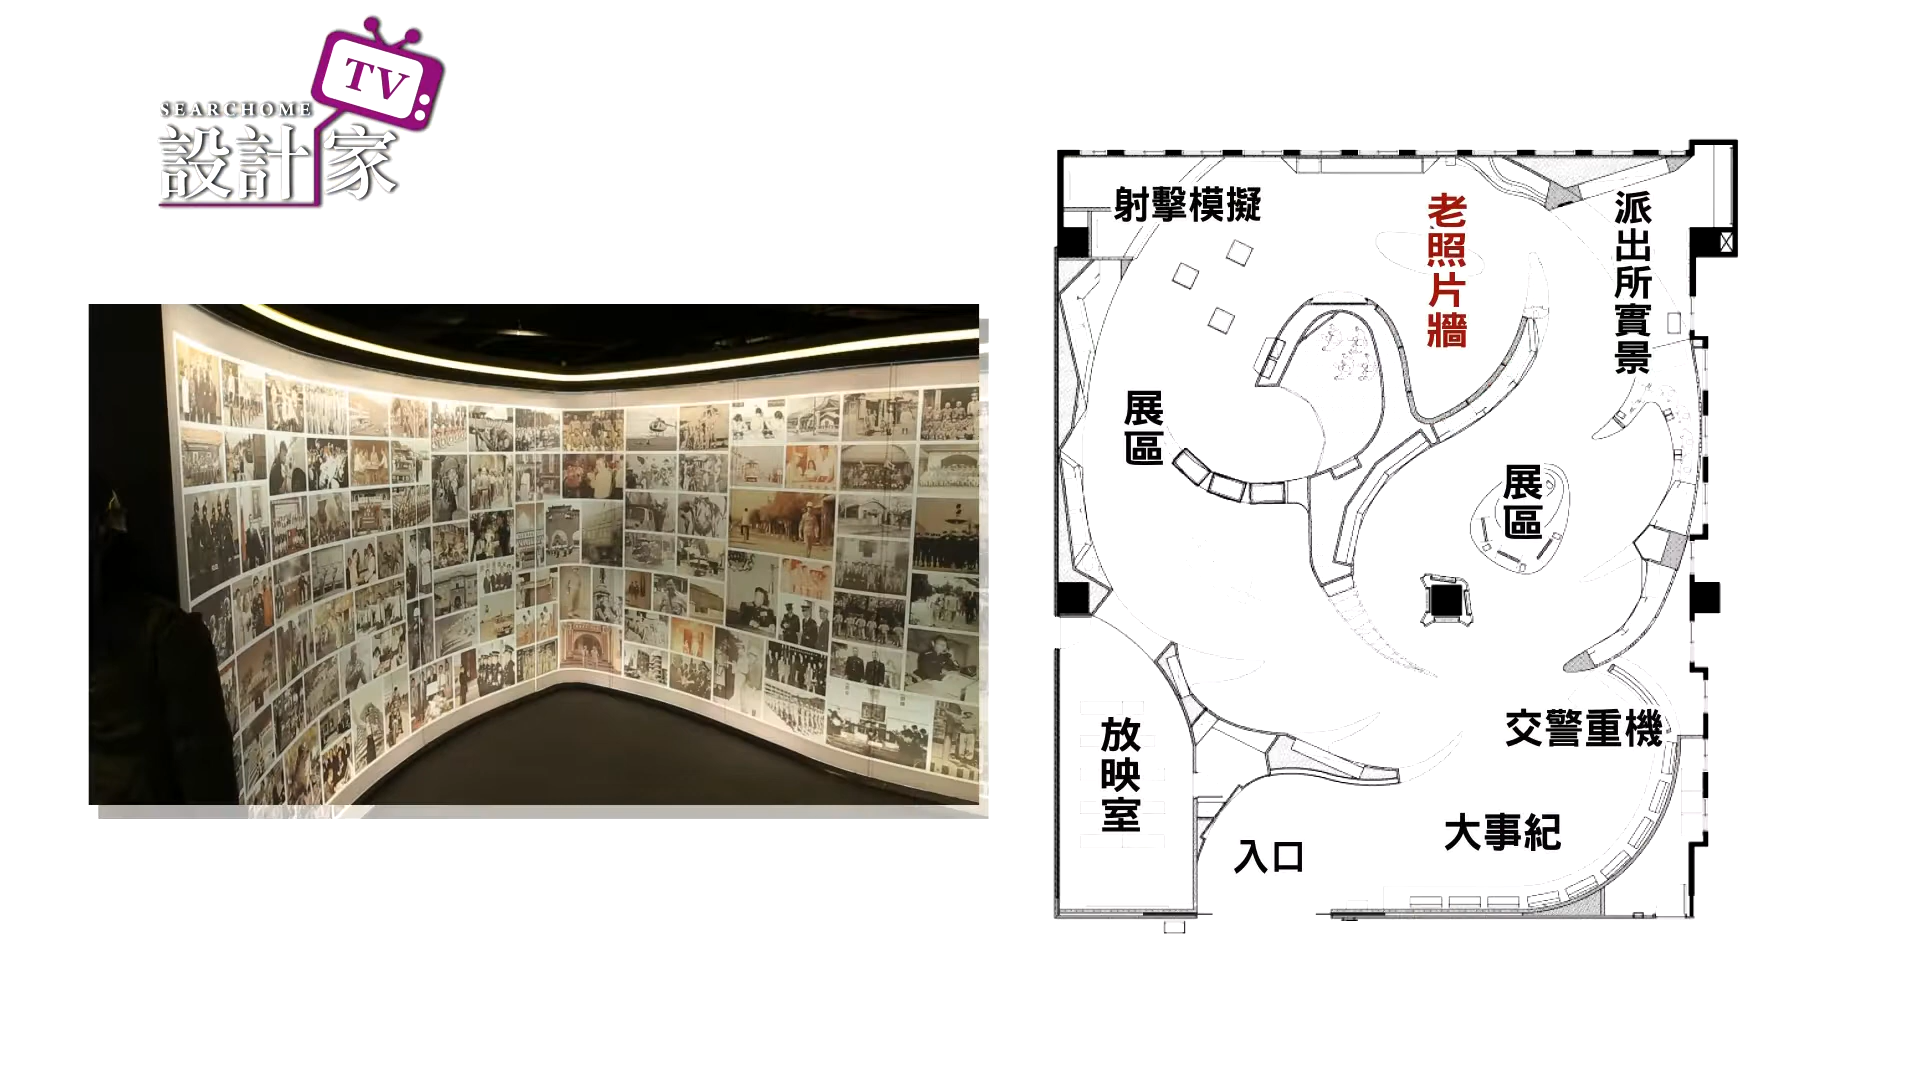 TV
SEARCHOME
設計家
射擊模擬
老照片牆
派出所實景
展區
展區
交警重機
放映室
大事紀
入口